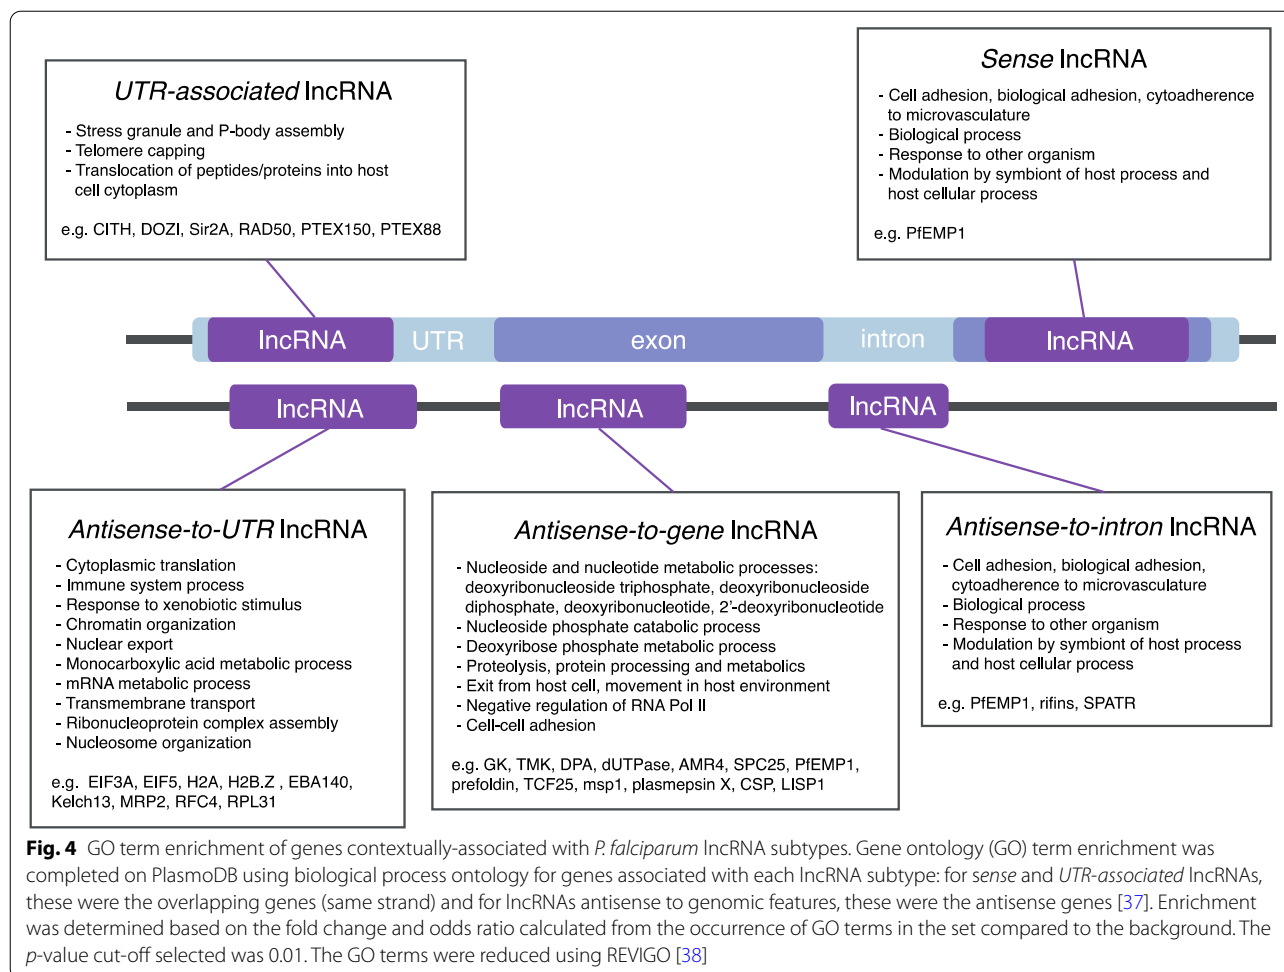 UTR-associated lncRNA
- Stress granule and P-body assembly
- Telomere capping
- Translocation of peptides/proteins into host
cell cytoplasm
e.g. CITH, DOZI, Sir2A, RAD50, PTEX150, PTEX88
Sense lncRNA
- Cell adhesion, biological adhesion, cytoadherence
to microvasculature
- Biological process
- Response to other organism
- Modulation by symbiont of host process and
host cellular process
e.g. PfEMP1
lncRNA UTR exon intron lncRNA
lncRNA lncRNA lncRNA
Antisense-to-UTR lncRNA
- Cytoplasmic translation
- Immune system process
- Response to xenobiotic stimulus
- Chromatin organization
- Nuclear export
- Monocarboxylic acid metabolic process
- mRNA metabolic process
- Transmembrane transport
- Ribonucleoprotein complex assembly
- Nucleosome organization
e.g. EIF3A, EIF5, H2A, H2B.Z , EBA140,
Kelch13, MRP2, RFC4, RPL31
Antisense-to-gene lncRNA
- Nucleoside and nucleotide metabolic processes:
deoxyribonucleoside triphosphate, deoxyribonucleoside
diphosphate, deoxyribonucleotide, 2'-deoxyribonucleotide
- Nucleoside phosphate catabolic process
- Deoxyribose phosphate metabolic process
- Proteolysis, protein processing and metabolics
- Exit from host cell, movement in host environment
- Negative regulation of RNA Pol II
- Cell-cell adhesion
e.g. GK, TMK, DPA, dUTPase, AMR4, SPC25, PfEMP1,
prefoldin, TCF25, msp1, plasmepsin X, CSP, LISP1
Antisense-to-intron lncRNA
- Cell adhesion, biological adhesion,
cytoadherence to microvasculature
- Biological process
- Response to other organism
- Modulation by symbiont of host process
and host cellular process
e.g. PfEMP1, rifins, SPATR
Fig. 4 GO term enrichment of genes contextually-associated with P. falciparum lncRNA subtypes. Gene ontology (GO) term enrichment was
completed on PlasmoDB using biological process ontology for genes associated with each lncRNA subtype: for sense and UTR-associated lncRNAs,
these were the overlapping genes (same strand) and for lncRNAs antisense to genomic features, these were the antisense genes [37]. Enrichment
was determined based on the fold change and odds ratio calculated from the occurrence of GO terms in the set compared to the background. The
p-value cut-off selected was 0.01. The GO terms were reduced using REVIGO [38]